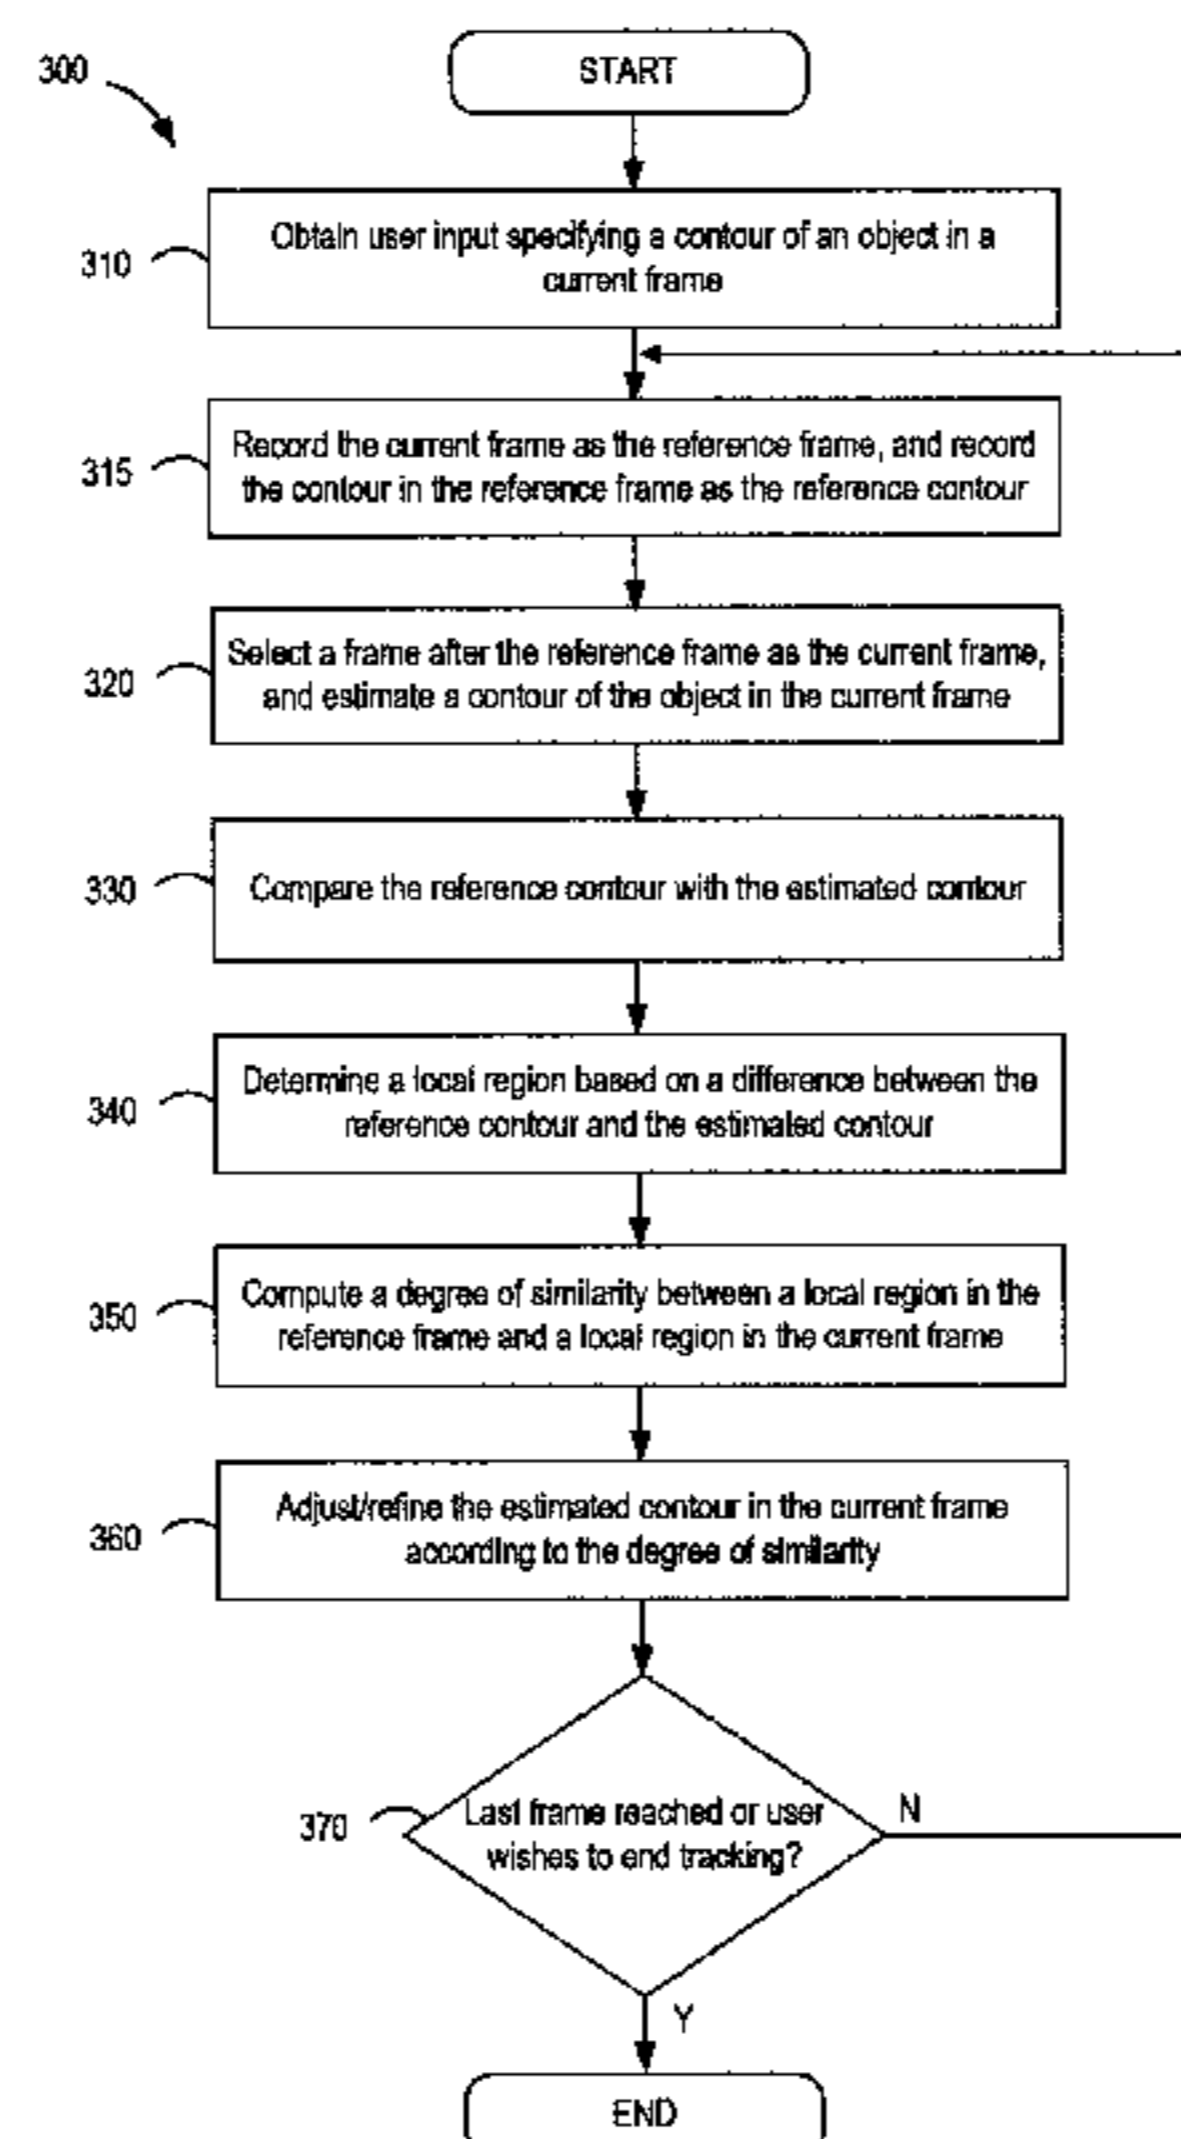 300
START
310
Obtain user input specifying a contour of an object in a
current frame
315
Record the current frame as the reference frame, and record
the contour in the reference frame as the reference contour
320
Select a frame after the reference frame as the current frame,
and estimate a contour of the object in the current frame
330
Compare the reference contour with the estimated contour
340
Determine a local region based on a difference between the
reference contour and the estimated contour
350
Compute a degree of similarity between a local region in the
reference frame and a local region in the current frame
360
Adjust/refine the estimated contour in the current frame
according to the degree of similarity
370
Last frame reached or user
wishes to end tracking?
N
Y
END